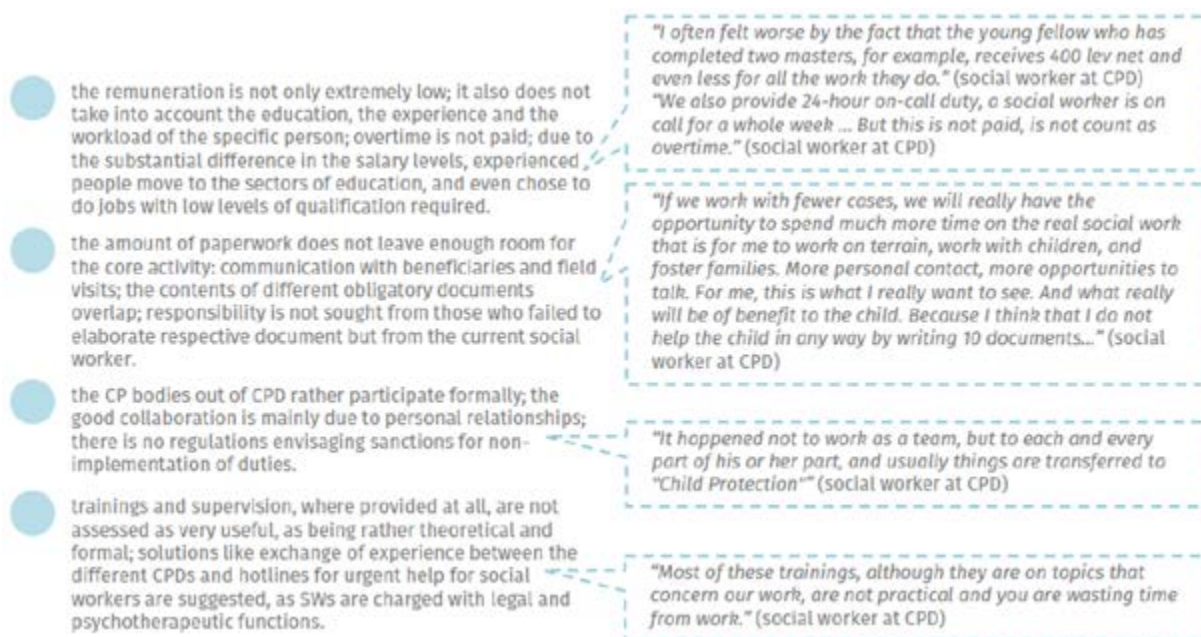 the remuneration is not only extremely low; it also does not
take into account the education, the experience and the
workload of the specific person; overtime is not paid; due to
the substantial difference in the salary levels, experienced
people move to the sectors of education, and even chose to
do jobs with low levels of qualification required.
"I often felt worse by the fact that the young fellow who has
completed two masters, for example, receives 400 lev net and
even less for all the work they do." (social worker at CPD)
"We also provide 24-hour on-call duty, a social worker is on
call for a whole week ... But this is not paid, is not count as
overtime." (social worker at CPD)
the amount of paperwork does not leave enough room for
the core activity: communication with beneficiaries and field
visits; the contents of different obligatory documents
overlap; responsibility is not sought from those who failed to
elaborate respective document but from the current social
worker.
"If we work with fewer cases, we will really have the
opportunity to spend much more time on the real social work
that is for me to work on terrain, work with children, and
foster families. More personal contact, more opportunities to
talk. For me, this is what I really want to see. And what really
will be of benefit to the child. Because I think that I do not
help the child in any way by writing 10 documents..." (social
worker at CPD)
the CP bodies out of CPD rather participate formally; the
good collaboration is mainly due to personal relationships;
there is no regulations envisaging sanctions for non-
implementation of duties.
"It happened not to work as a team, but to each and every
part of his or her part, and usually things are transferred to
"Child Protection"" (social worker at CPD)
trainings and supervision, where provided at all, are not
assessed as very useful, as being rather theoretical and
formal; solutions like exchange of experience between the
different CPDs and hotlines for urgent help for social
workers are suggested, as SWs are charged with legal and
psychotherapeutic functions.
"Most of these trainings, although they are on topics that
concern our work, are not practical and you are wasting time
from work." (social worker at CPD)